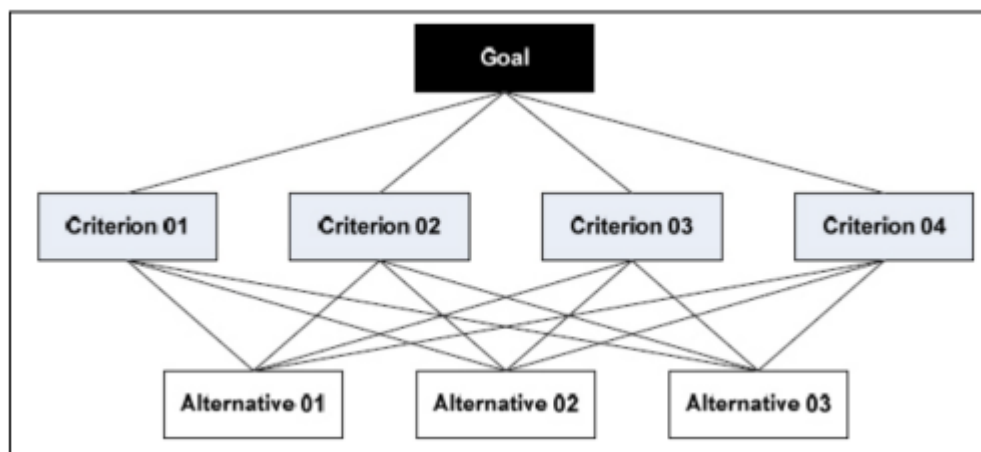 Goal
Criterion 01
Criterion 02
Criterion 03
Criterion 04
Alternative 01
Alternative 02
Alternative 03